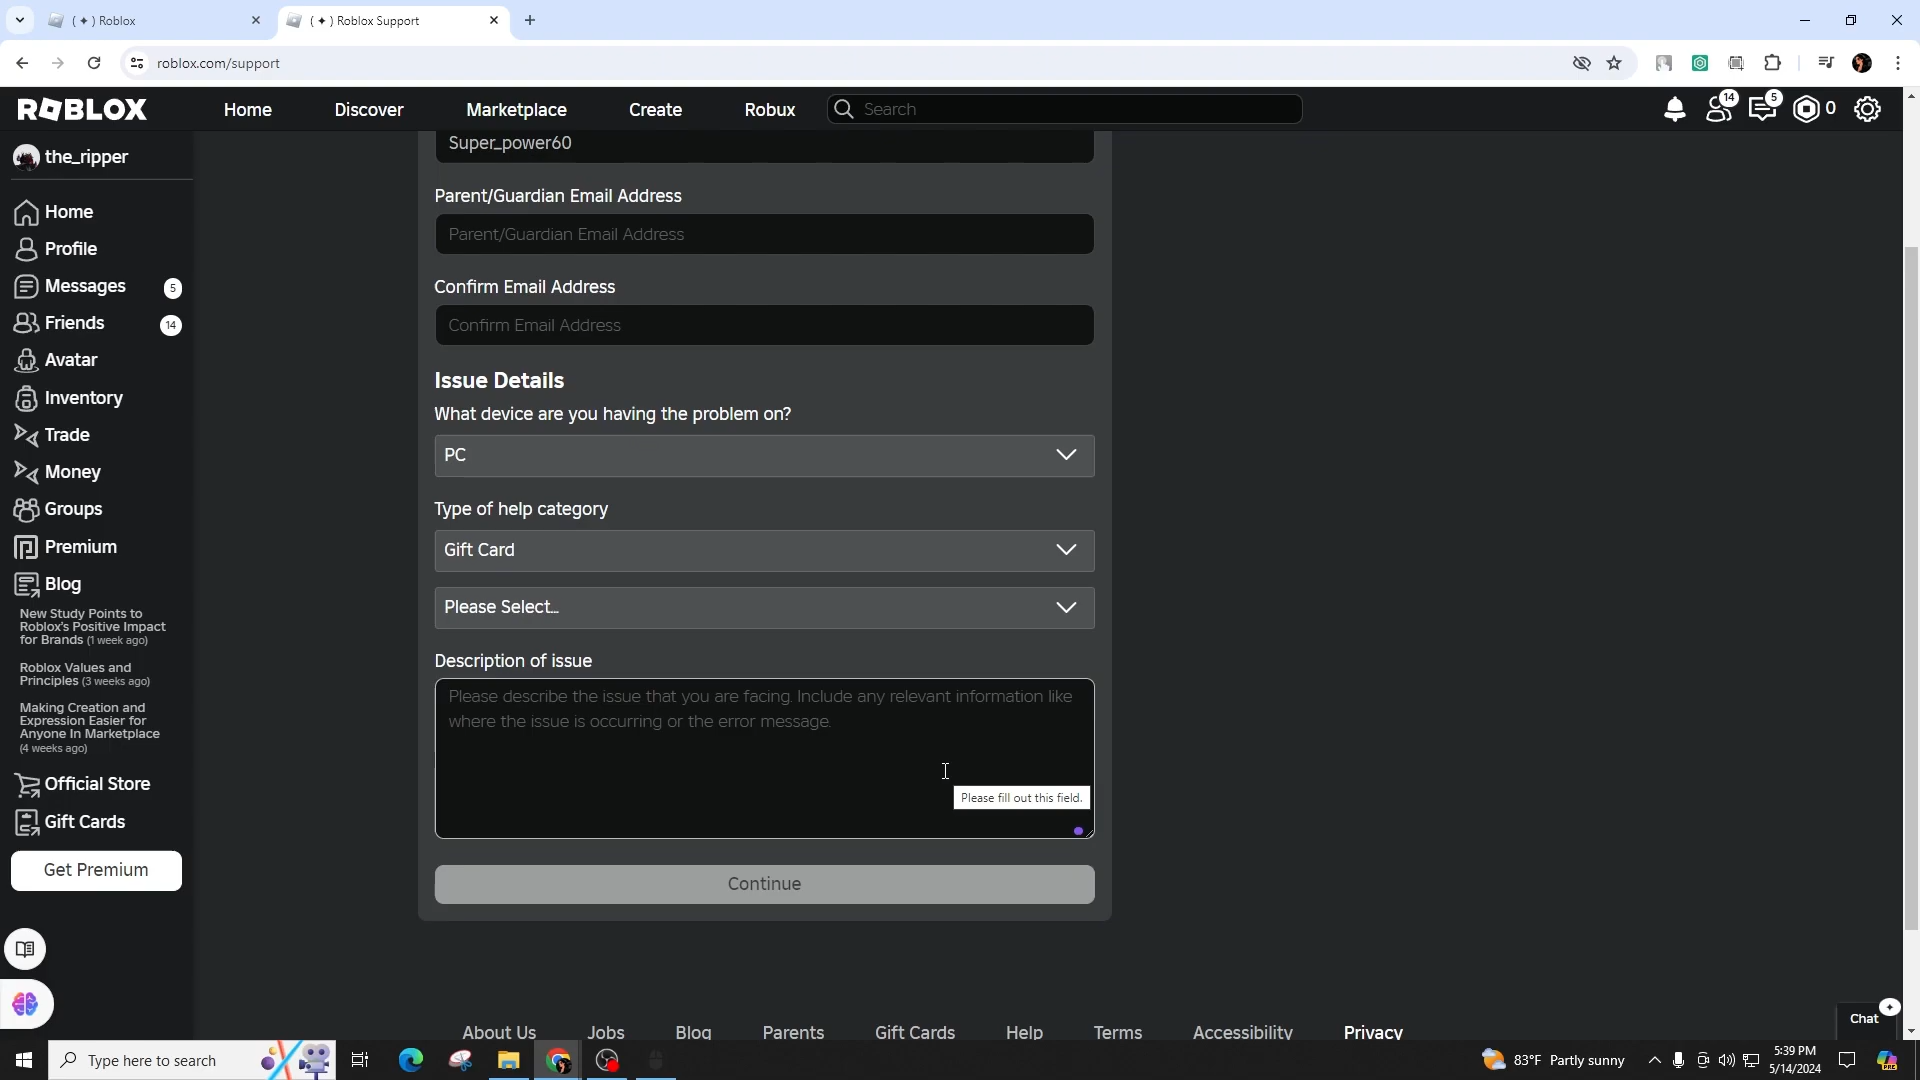 ( ✦ ) Roblox
( ✦ ) Roblox Support
roblox.com/support
ROBLOX
Home
Discover
Marketplace
Create
Robux
Search
14
5
0
the_ripper
Home
Profile
Messages
5
Friends
14
Avatar
Inventory
Trade
Money
Groups
Premium
Blog
New Study Points to
Roblox's Positive Impact
for Brands (1 week ago)
Roblox Values and
Principles (3 weeks ago)
Making Creation and
Expression Easier for
Anyone In Marketplace
(4 weeks ago)
Official Store
Gift Cards
Get Premium
Super_power60
Parent/Guardian Email Address
Parent/Guardian Email Address
Confirm Email Address
Confirm Email Address
Issue Details
What device are you having the problem on?
PC
Type of help category
Gift Card
Please Select...
Description of issue
Please describe the issue that you are facing. Include any relevant information like
where the issue is occurring or the error message.
Please fill out this field.
Continue
About Us
Jobs
Blog
Parents
Gift Cards
Help
Terms
Accessibility
Privacy
Chat
Type here to search
83°F Partly sunny
5:39 PM
5/14/2024
PRE